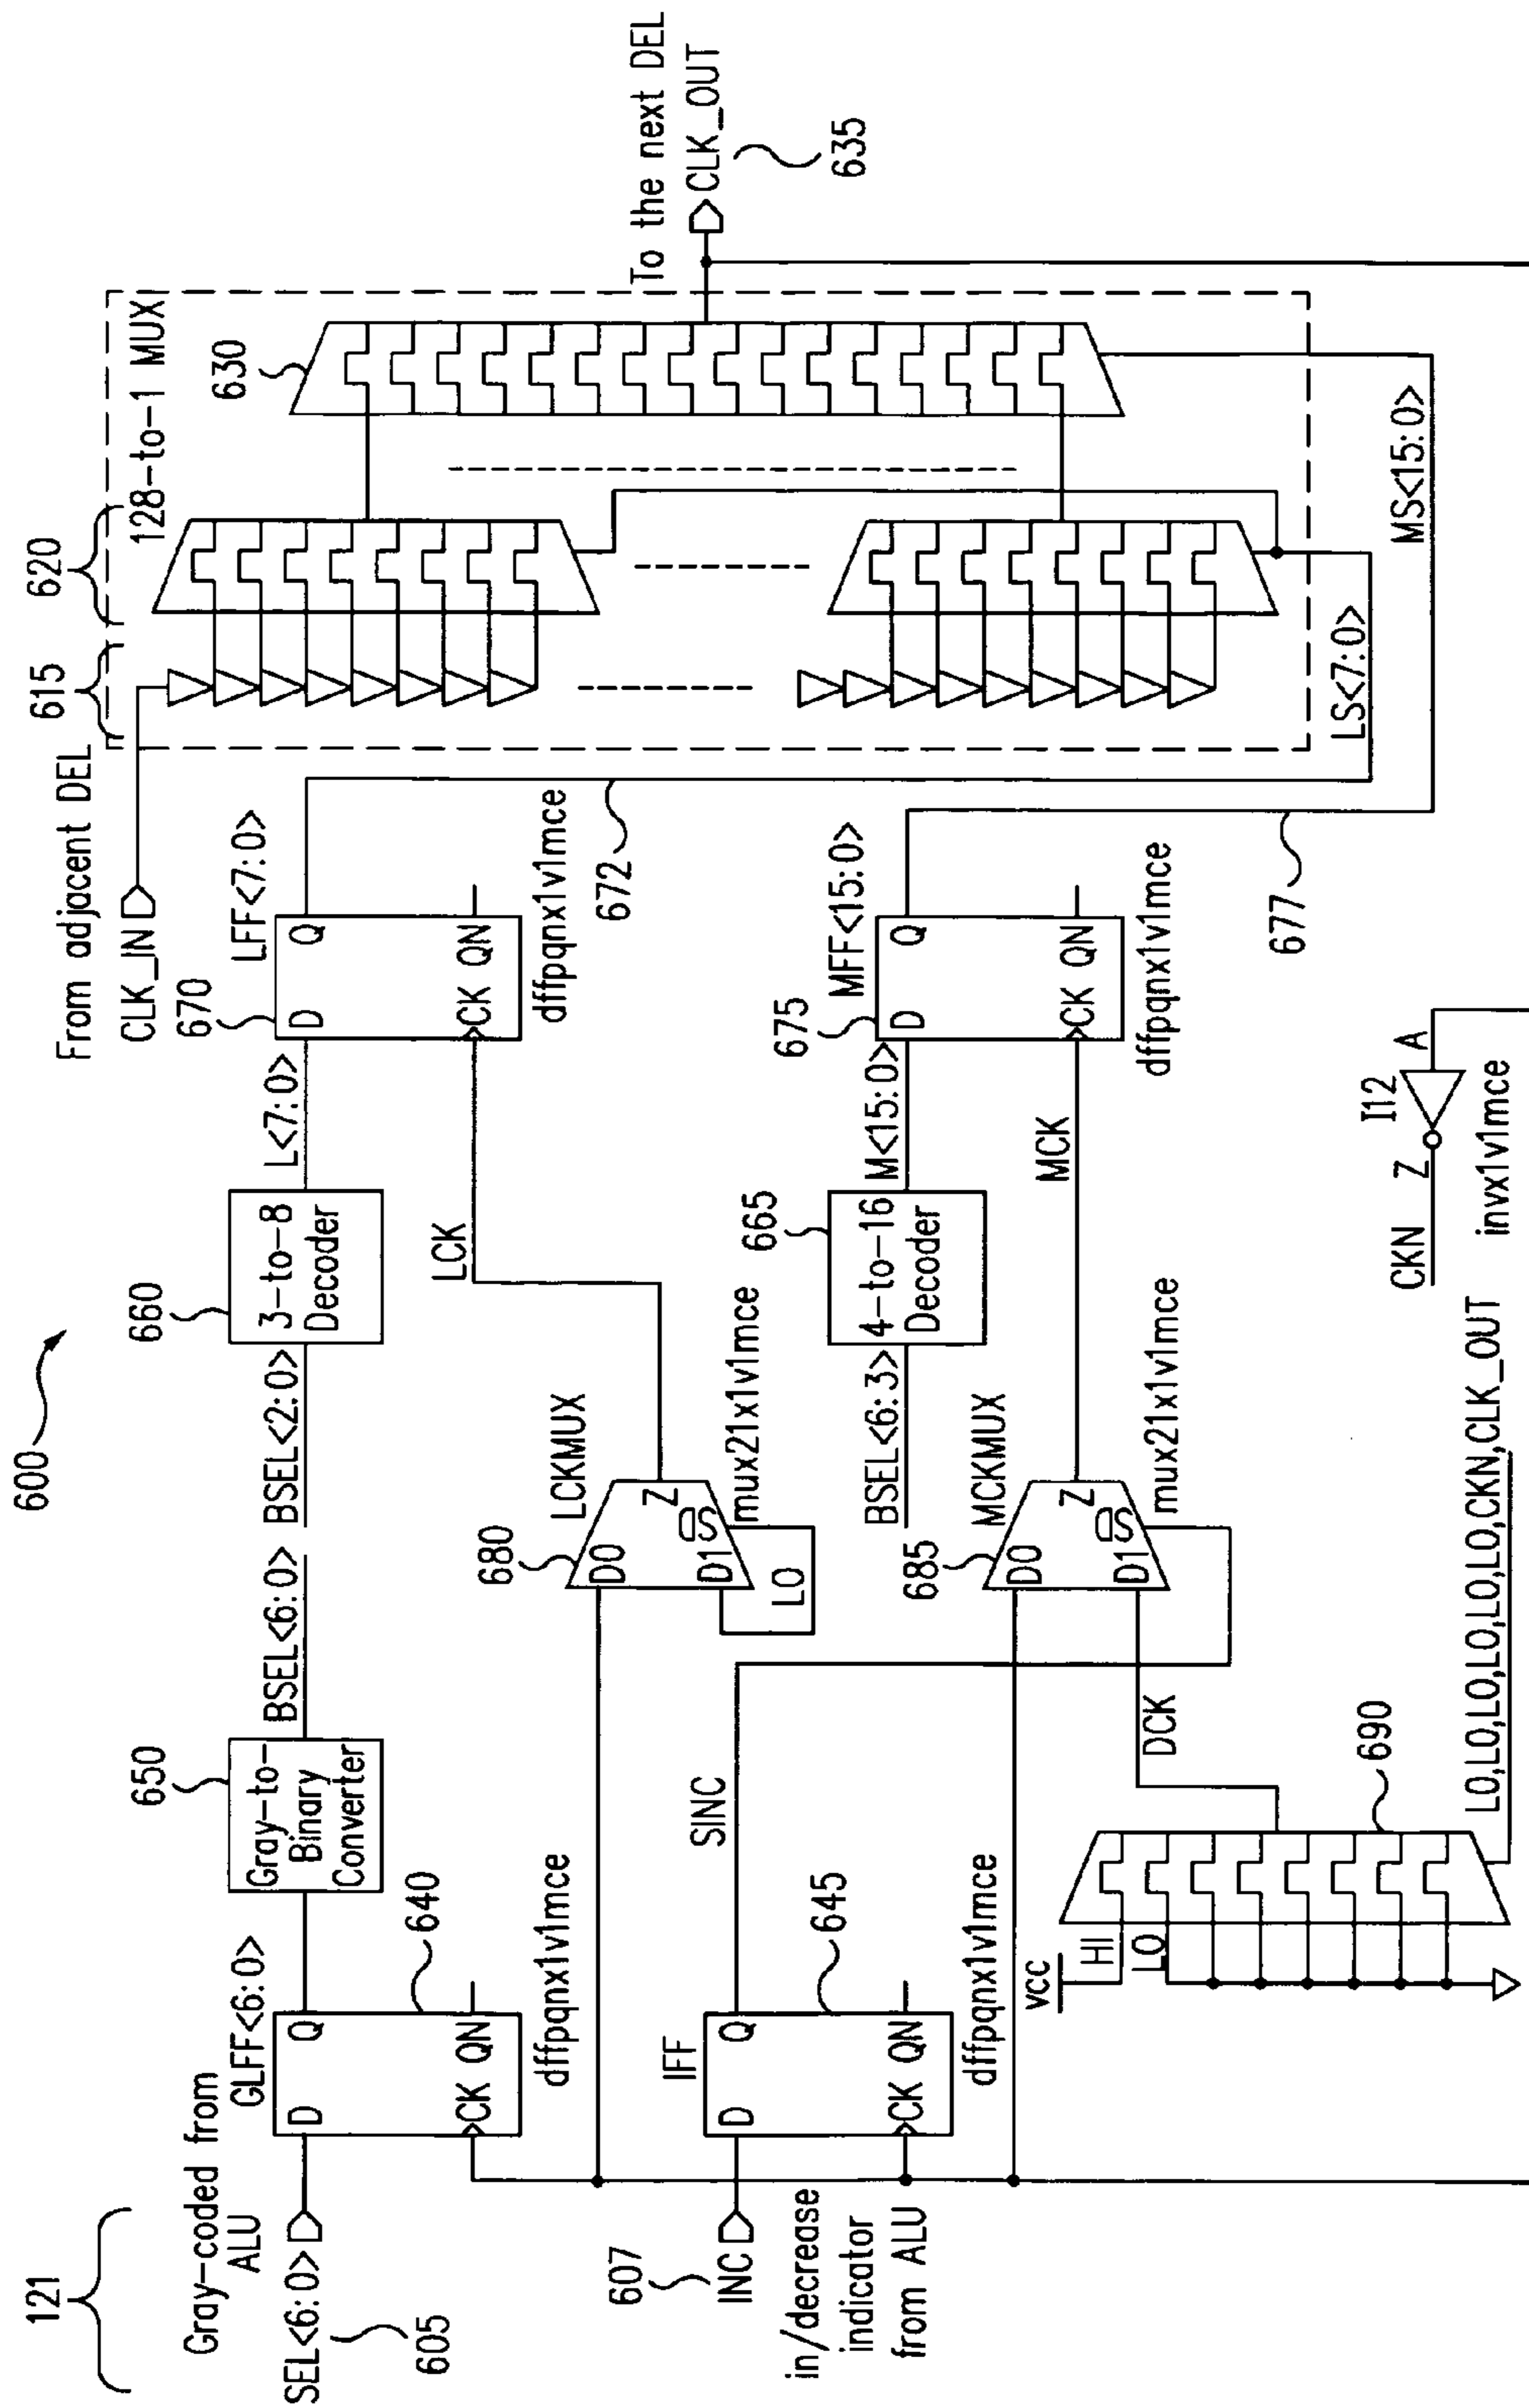 600
121
Gray-coded from
ALU
SEL<6:0>
605
GLFF<6:0>
D
Q
CK QN
640
dffpqnx1v1mce
650
Gray-to-
Binary
Converter
BSEL<6:0>
BSEL<2:0>
660
3-to-8
Decoder
L<7:0>
670
LFF<7:0>
D
Q
CK QN
dffpqnx1v1mce
LCK
672
From adjacent DEL
CLK_IN
615
620
128-to-1 MUX
630
To the next DEL
CLK_OUT
635
LS<7:0>
MS<15:0>
LCKMUX
680
D0
D1
SD
Z
LO
mux21x1v1mce
607
INC
in/decrease
indicator
from ALU
IFF
D
Q
CK QN
645
dffpqnx1v1mce
SINC
BSEL<6:3>
665
4-to-16
Decoder
M<15:0>
675
MFF<15:0>
D
Q
CK QN
dffpqnx1v1mce
677
MCKMUX
685
D0
D1
SD
Z
mux21x1v1mce
MCK
DCK
VCC
HI
LO
690
LO,LO,LO,LO,LO,LO,CKN,CLK_OUT
CKN
Z
I12
A
invx1v1mce